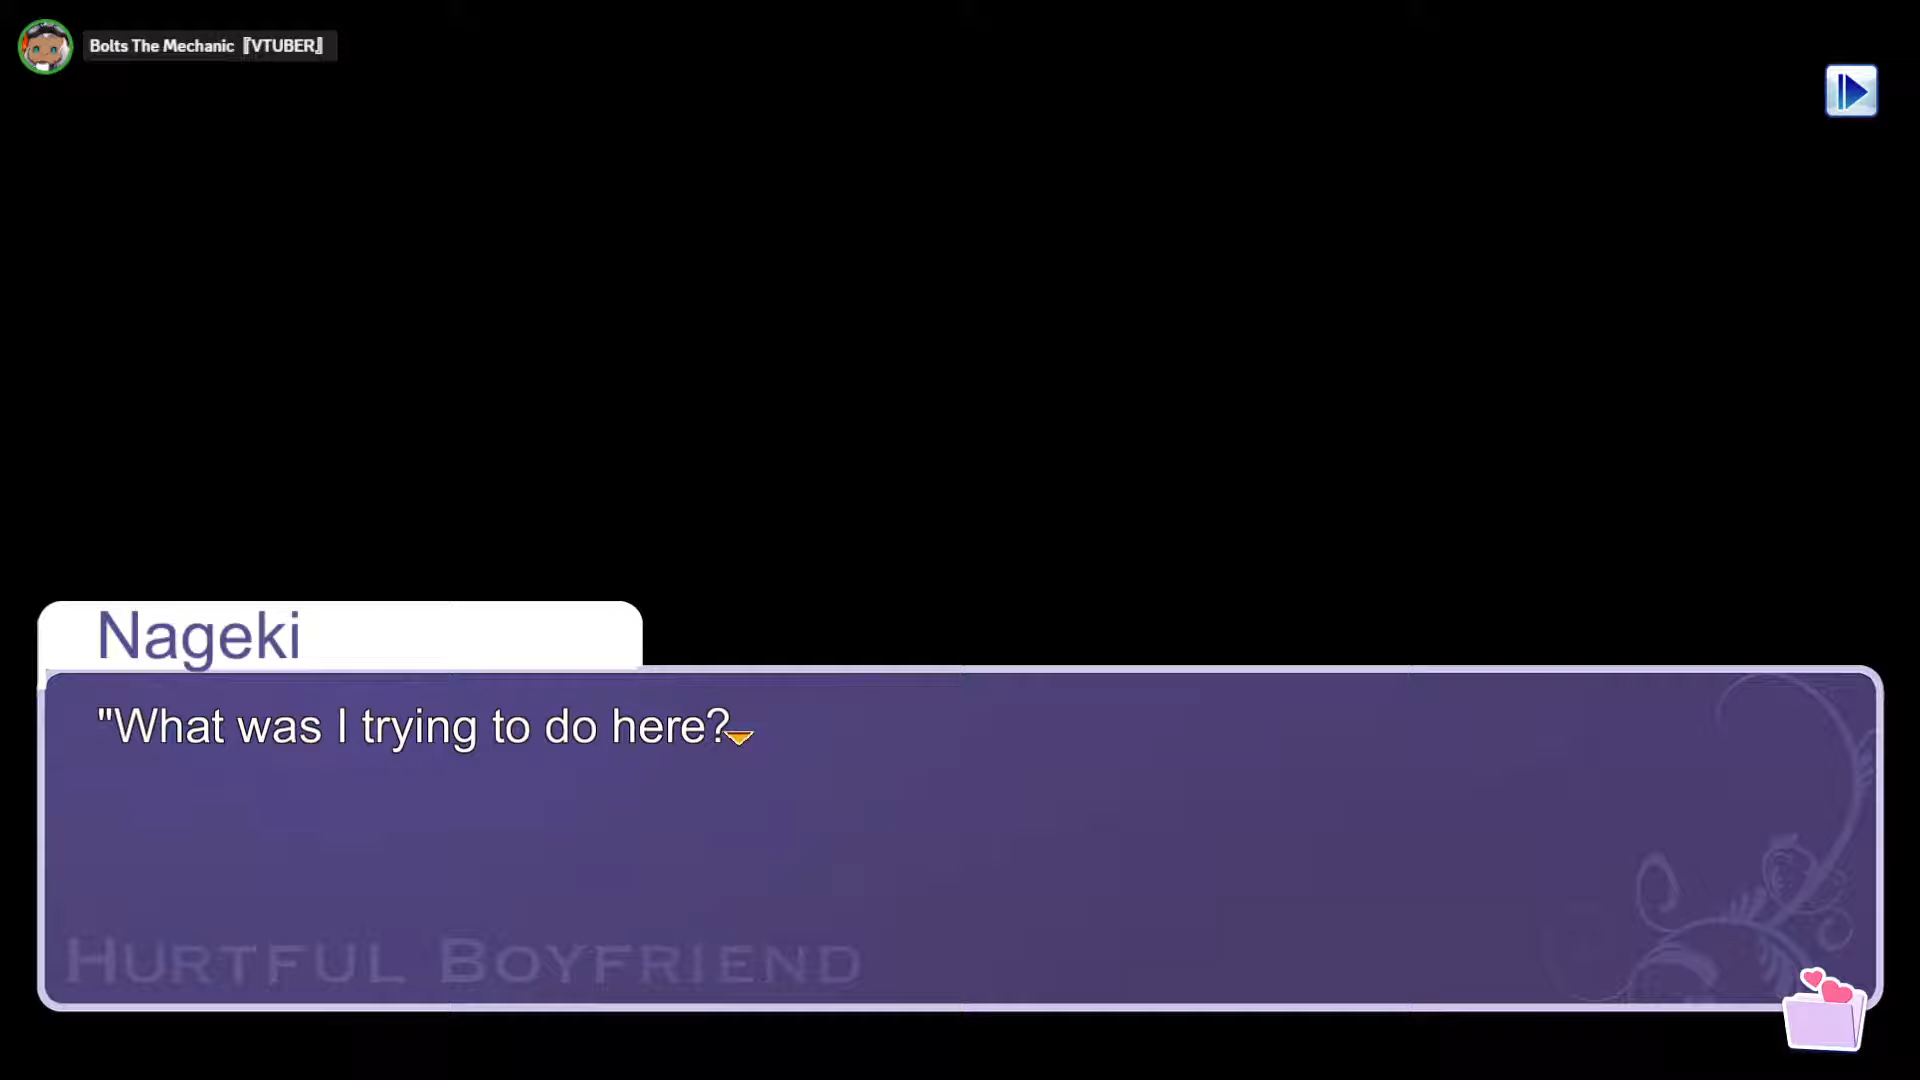 Bolts The Mechanic『VTUBER』
Nageki
"What was I trying to do here?
HURTFUL BOYFRIEND